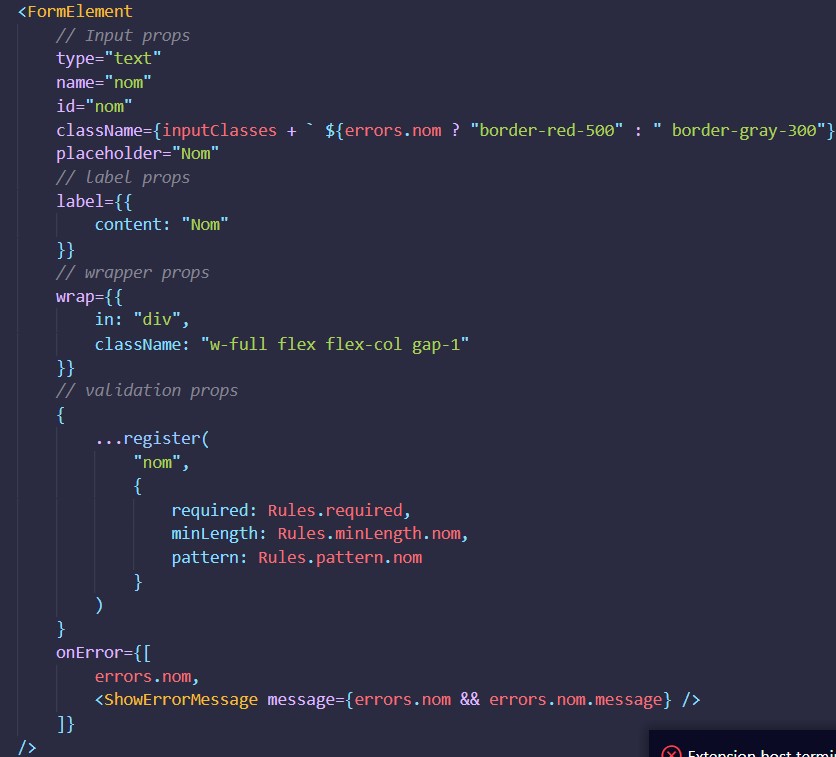 <FormElement
// Input props
type="text"
name="nom"
id="nom"
className={inputClasses + ` ${errors.nom ? "border-red-500" : " border-gray-300"}
placeholder="Nom"
// label props
label={{
content: "Nom"
}}
// wrapper props
wrap={{
in: "div",
className: "w-full flex flex-col gap-1"
}}
// validation props
{
...register(
"nom",
{
required: Rules.required,
minLength: Rules.minLength.nom,
pattern: Rules.pattern.nom
}
)
}
onError={[
errors.nom,
<ShowErrorMessage message={errors.nom && errors.nom.message} />
]}
/>
Extension host